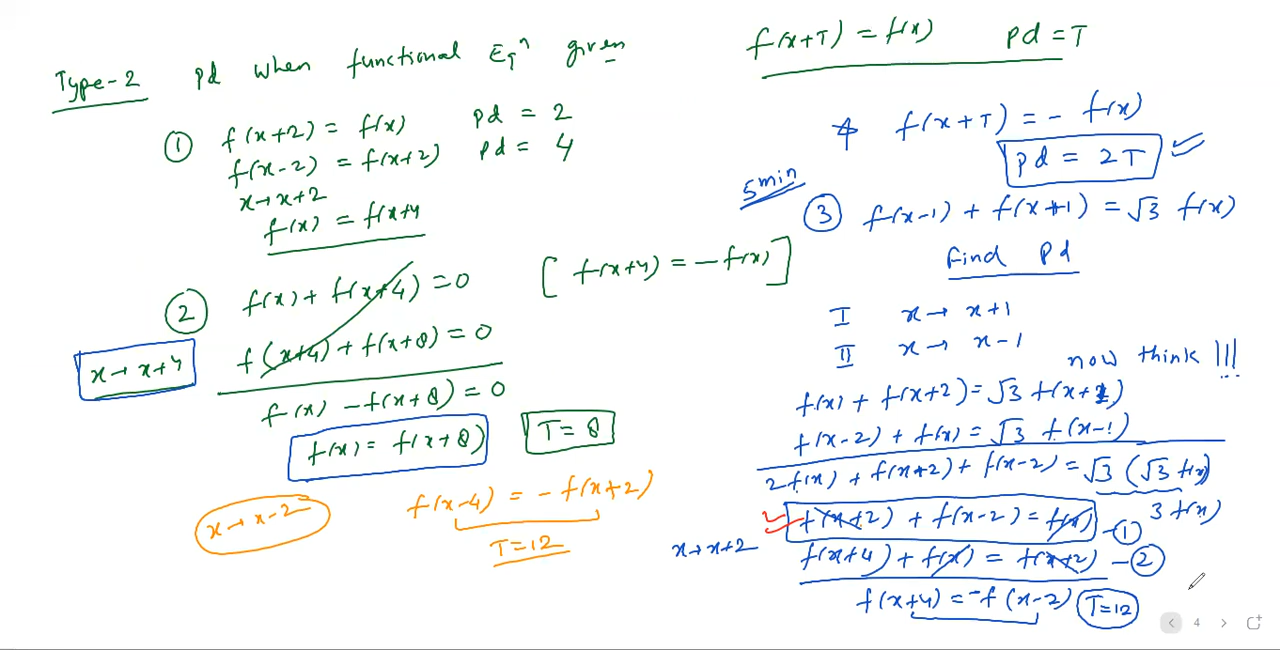 Type-2 pd when functional Eqⁿ given
① f(x+2) = f(x) pd = 2
f(x-2) = f(x+2) pd = 4
x→x+2
f(x) = f(x+4
② f(x) + f(x+4) = 0 [ f(x+4) = -f(x) ]
x→ x+4
f(x+4) + f(x+8) = 0
f(x) - f(x+8) = 0
f(x) = f(x+8) T = 8
x→ x-2
f(x-4) = - f(x+2)
T=12
f(x+T) = f(x) pd = T
f(x+T) = - f(x)
pd = 2T
5 min
③ f(x-1) + f(x+1) = √3 f(x)
Find Pd
I x→ x+1
II x→ x-1
now think !!!
f(x) + f(x+2) = √3 f(x+1)
f(x-2) + f(x) = √3 f(x-1)
2f(x) + f(x+2) + f(x-2) = √3 (√3 f(x))
3 f(x)
f(x+2) + f(x-2) = f(x) -①
x→x+2
f(x+4) + f(x) = f(x+2) -②
f(x+4) = -f(x-2) T=12
4